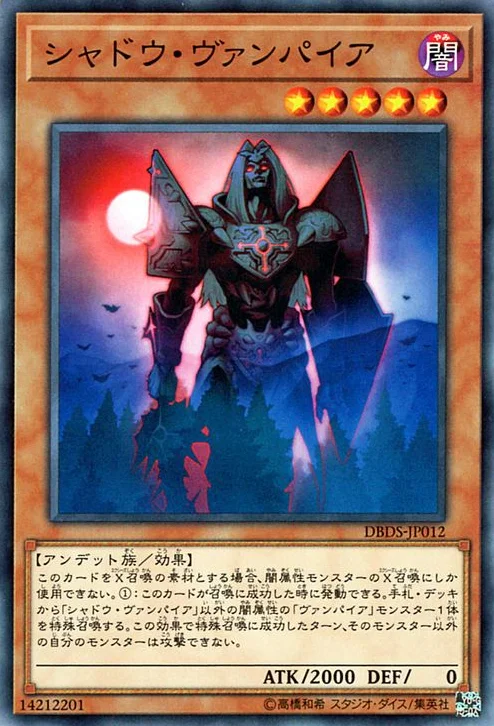 シャドウ・ヴァンパイア
闇
DBDS-JP012
【アンデット族／効果】
このカードをX召喚の素材とする場合、闇属性モンスターのX召喚にしか
使用できない。①：このカードが召喚に成功した時に発動できる。手札・デッキ
から「シャドウ・ヴァンパイア」以外の闇属性の「ヴァンパイア」モンスター1体
を特殊召喚する。この効果で特殊召喚に成功したターン、そのモンスター以外
の自分のモンスターは攻撃できない。
ATK/2000 DEF/ 0
14212201
©高橋和希 スタジオ・ダイス/集英社